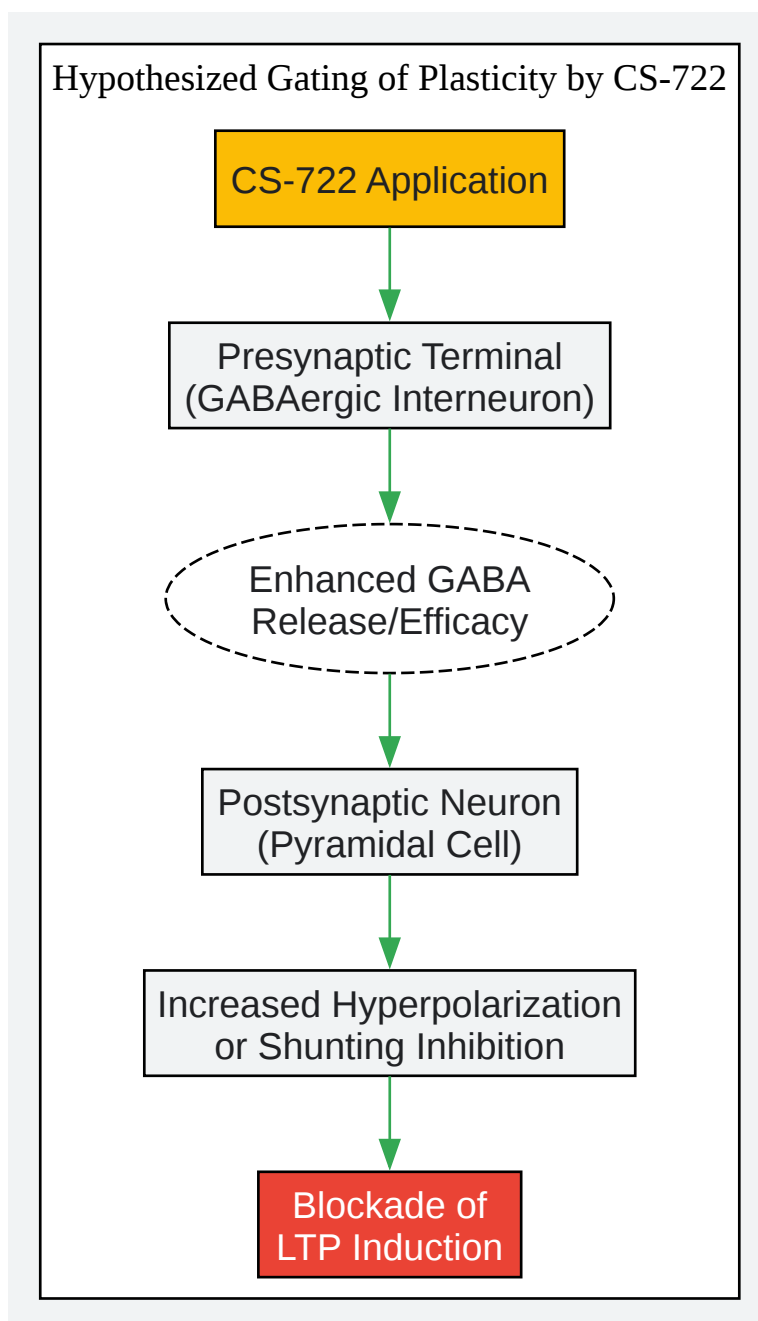 Hypothesized Gating of Plasticity by CS-722
CS-722 Application
Presynaptic Terminal
(GABAergic Interneuron)
Enhanced GABA
Release/Efficacy
Postsynaptic Neuron
(Pyramidal Cell)
Increased Hyperpolarization
or Shunting Inhibition
Blockade of
LTP Induction